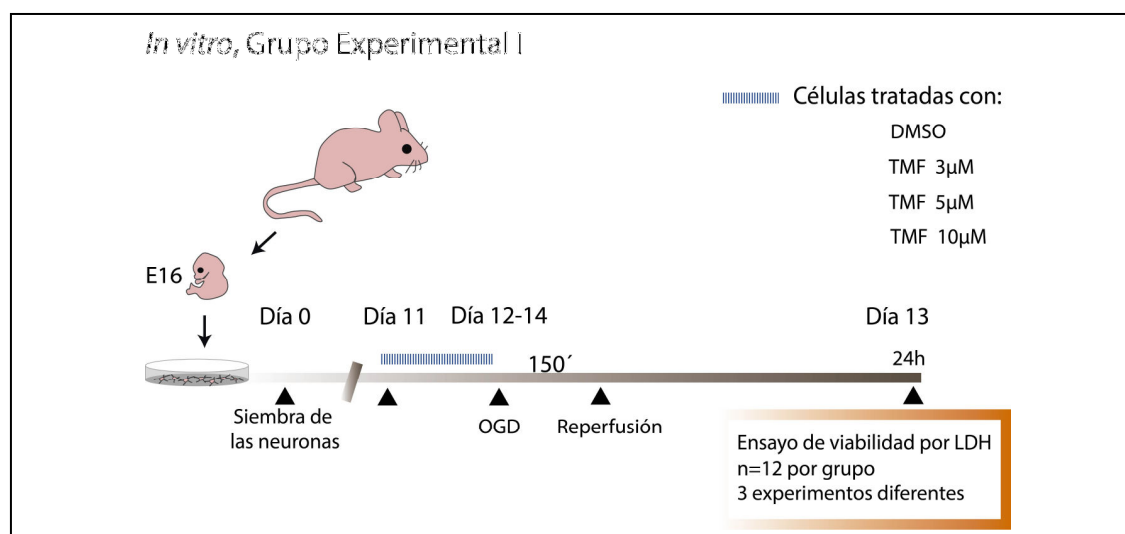 In vitro, Grupo Experimental I
Células tratadas con:
DMSO
TMF 3µM
TMF 5µM
TMF 10µM
E16
Día 0
Día 11
Día 12-14
Día 13
150´
24h
Siembra de
las neuronas
OGD
Reperfusión
Ensayo de viabilidad por LDH
n=12 por grupo
3 experimentos diferentes